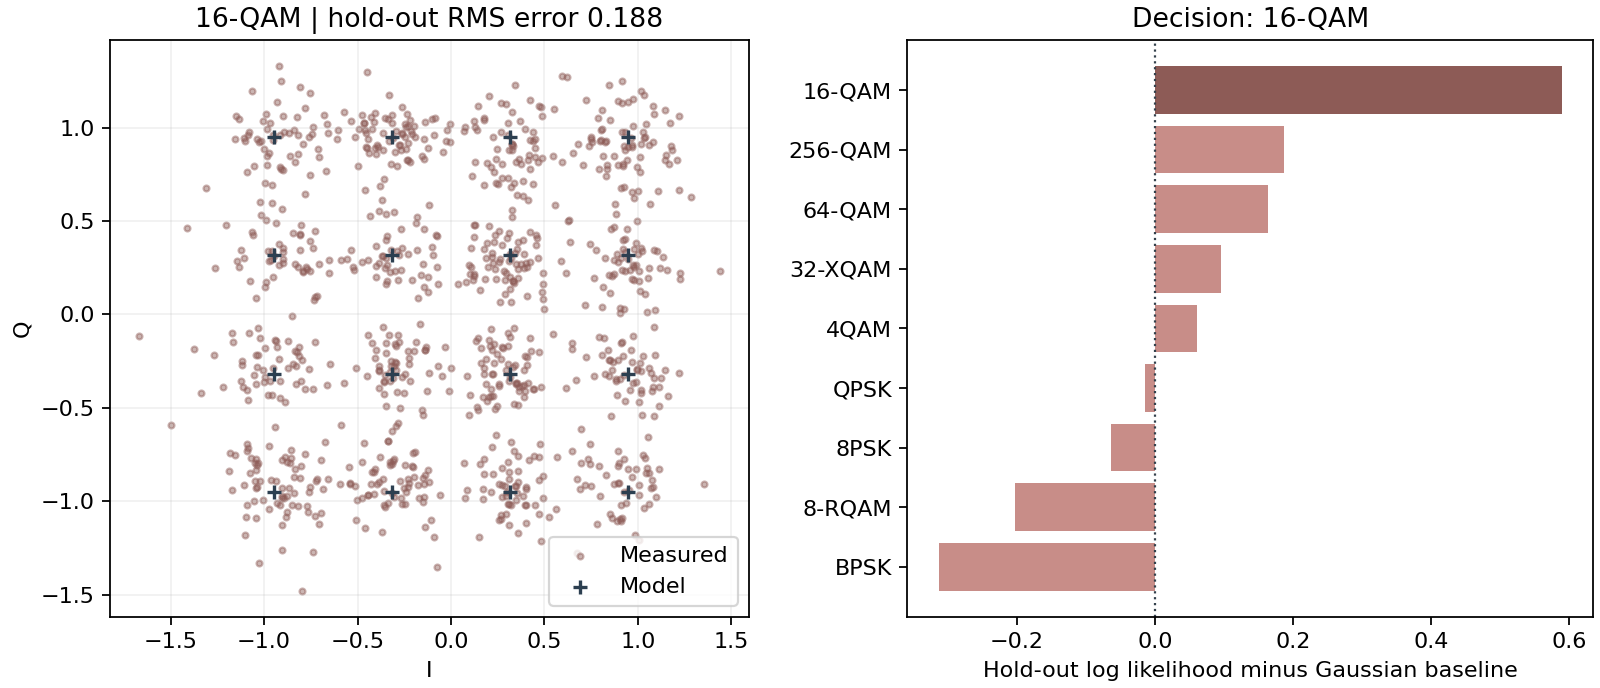 16-QAM | hold-out RMS error 0.188
1.0
0.5
0.0
−0.5
−1.0
−1.5
Q
−1.5
−1.0
−0.5
0.0
0.5
1.0
1.5
I
Measured
Model
Decision: 16-QAM
16-QAM
256-QAM
64-QAM
32-XQAM
4QAM
QPSK
8PSK
8-RQAM
BPSK
−0.2
0.0
0.2
0.4
0.6
Hold-out log likelihood minus Gaussian baseline